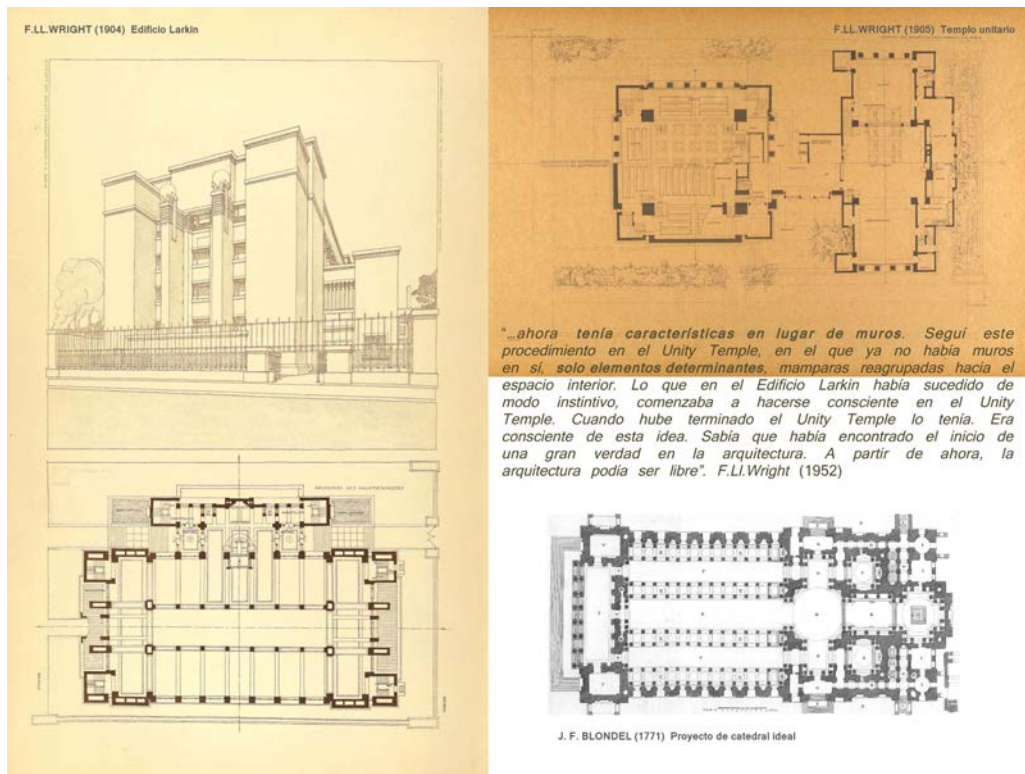 F.LL.WRIGHT (1904) Edificio Larkin
F.LL.WRIGHT (1905) Templo unitario
“...ahora tenía características en lugar de muros. Seguí este
procedimiento en el Unity Temple, en el que ya no había muros
en sí, solo elementos determinantes, mamparas reagrupadas hacia el
espacio interior. Lo que en el Edificio Larkin había sucedido de
modo instintivo, comenzaba a hacerse consciente en el Unity
Temple. Cuando hube terminado el Unity Temple lo tenía. Era
consciente de esta idea. Sabía que había encontrado el inicio de
una gran verdad en la arquitectura. A partir de ahora, la
arquitectura podía ser libre”. F.Ll.Wright (1952)
J. F. BLONDEL (1771) Proyecto de catedral ideal